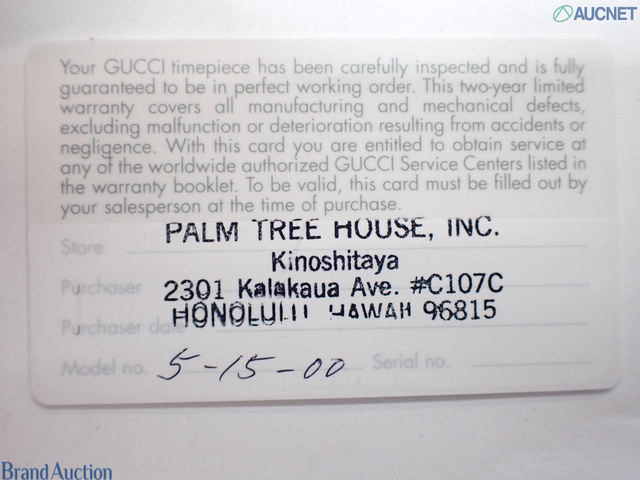 AUCNET
Your GUCCI timepiece has been carefully inspected and is fully
guaranteed to be in perfect working order. This two-year limited
warranty covers all manufacturing and mechanical defects,
excluding malfunction or deterioration resulting from accidents or
negligence. With this card you are entitled to obtain service at
any of the worldwide authorized GUCCI Service Centers listed in
the warranty booklet. To be valid, this card must be filled out by
your salesperson at the time of purchase.
PALM TREE HOUSE, INC.
Store
Kinoshitaya
Purchaser 2301 Kalakaua Ave. #C107C
HONOLULU HAWAII 96815
Purchaser date
Model no. 5-15-00 Serial no.
Brand Auction